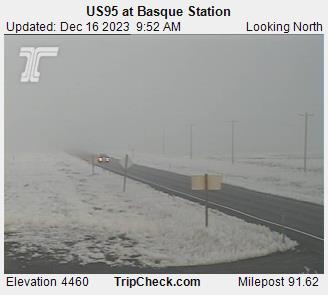 US95 at Basque Station
Updated: Dec 16 2023 9:52 AM Looking North
Elevation 4460 TripCheck.com Milepost 91.62